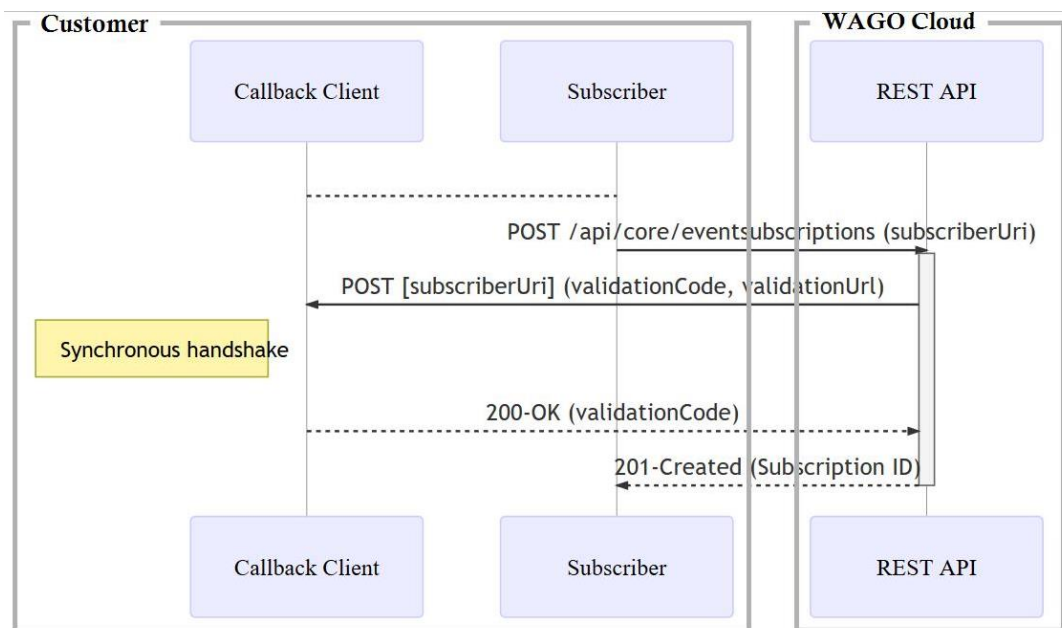 Customer
WAGO Cloud
Callback Client
Subscriber
REST API
POST /api/core/eventsubscriptions (subscriberUri)
POST [subscriberUri] (validationCode, validationUrl)
Synchronous handshake
200-OK (validationCode)
201-Created (Subscription ID)
Callback Client
Subscriber
REST API